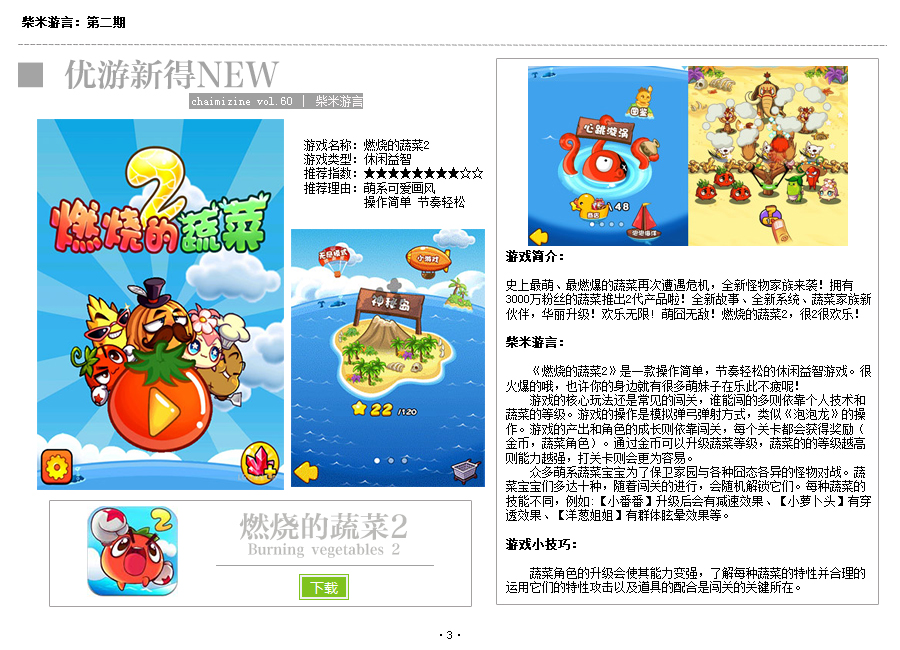 柴米游言：第二期
优游新得NEW
chaimizine vol.60 | 柴米游言
2
燃烧的蔬菜
游戏名称：燃烧的蔬菜2
游戏类型：休闲益智
推荐指数：★★★★★★★★☆☆
推荐理由：萌系可爱画风
操作简单 节奏轻松
无尽模式
小游戏
神秘岛
22 /120
燃烧的蔬菜2
Burning vegetables 2
下载
2
图鉴
心跳漩涡
商店
48
游戏简介：
史上最萌、最燃爆的蔬菜再次遭遇危机，全新怪物家族来袭！拥有
3000万粉丝的蔬菜推出2代产品啦！全新故事、全新系统、蔬菜家族新
伙伴，华丽升级！欢乐无限！萌囧无敌！燃烧的蔬菜2，很2很欢乐！
柴米游言：
《燃烧的蔬菜2》是一款操作简单，节奏轻松的休闲益智游戏。很
火爆的哦，也许你的身边就有很多萌妹子在乐此不疲呢！
游戏的核心玩法还是常见的闯关，谁能闯的多则依靠个人技术和
蔬菜的等级。游戏的操作是模拟弹弓弹射方式，类似《泡泡龙》的操
作。游戏的产出和角色的成长则依靠闯关，每个关卡都会获得奖励（
金币，蔬菜角色）。通过金币可以升级蔬菜等级，蔬菜的的等级越高
则能力越强，打关卡则会更为容易。
众多萌系蔬菜宝宝为了保卫家园与各种囧态各异的怪物对战。蔬
菜宝宝们多达十种，随着闯关的进行，会随机解锁它们。每种蔬菜的
技能不同，例如:【小番番】升级后会有减速效果、【小萝卜头】有穿
透效果、【洋葱姐姐】有群体眩晕效果等。
游戏小技巧：
蔬菜角色的升级会使其能力变强，了解每种蔬菜的特性并合理的
运用它们的特性攻击以及道具的配合是闯关的关键所在。
·3·